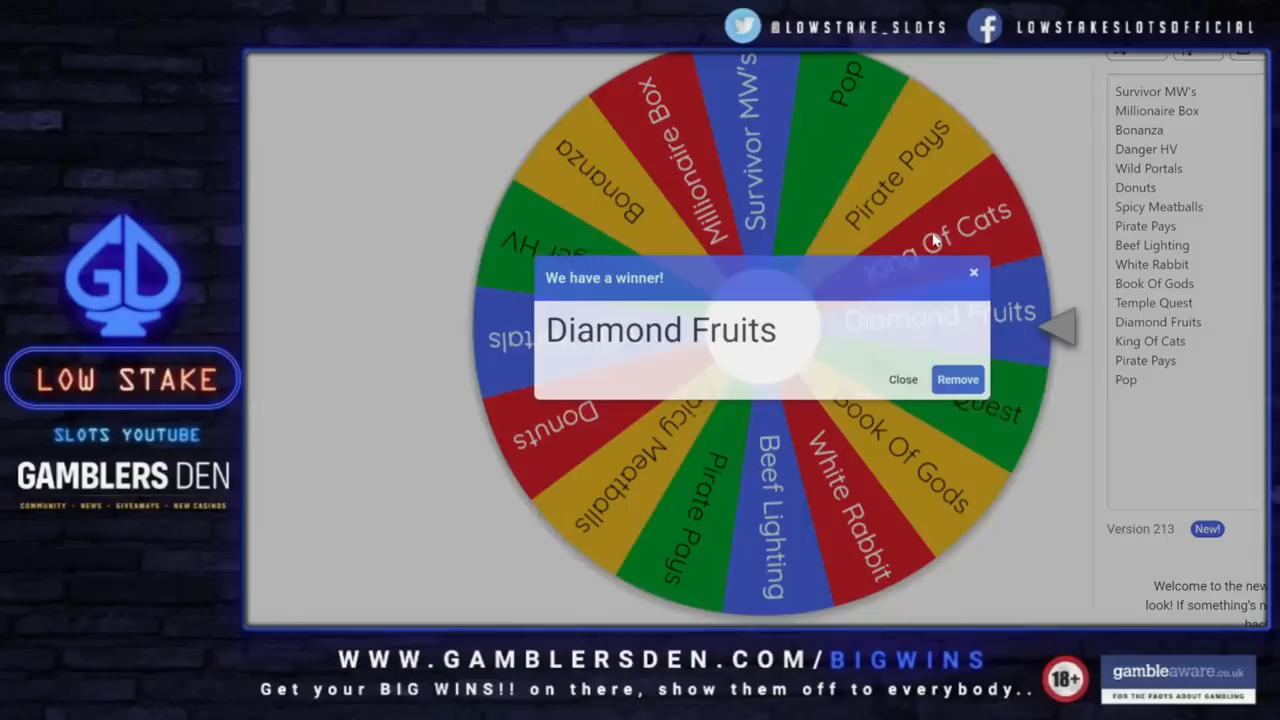 @LOWSTAKE_SLOTS
LOWSTAKESLOTSOFFICIAL
Survivor MW's
Pop
Pirate Pays
King Of Cats
Diamond Fruits
Quest
Book Of Gods
White Rabbit
Beef Lighting
Pirate Pays
Spicy Meatballs
Donuts
Bonanza
Millionaire Box
We have a winner!
×
Diamond Fruits
Close
Remove
Survivor MW's
Millionaire Box
Bonanza
Danger HV
Wild Portals
Donuts
Spicy Meatballs
Pirate Pays
Beef Lighting
White Rabbit
Book Of Gods
Temple Quest
Diamond Fruits
King Of Cats
Pirate Pays
Pop
Version 213 New!
Welcome to the new
look! If something's n
GD
LOW STAKE
SLOTS YOUTUBE
GAMBLERS DEN
COMMUNITY - NEWS - GIVEAWAYS - NEW CASINOS
WWW.GAMBLERSDEN.COM/BIGWINS
Get your BIG WINS!! on there, show them off to everybody..
18+
gambleaware.co.uk
FOR THE FACTS ABOUT GAMBLING